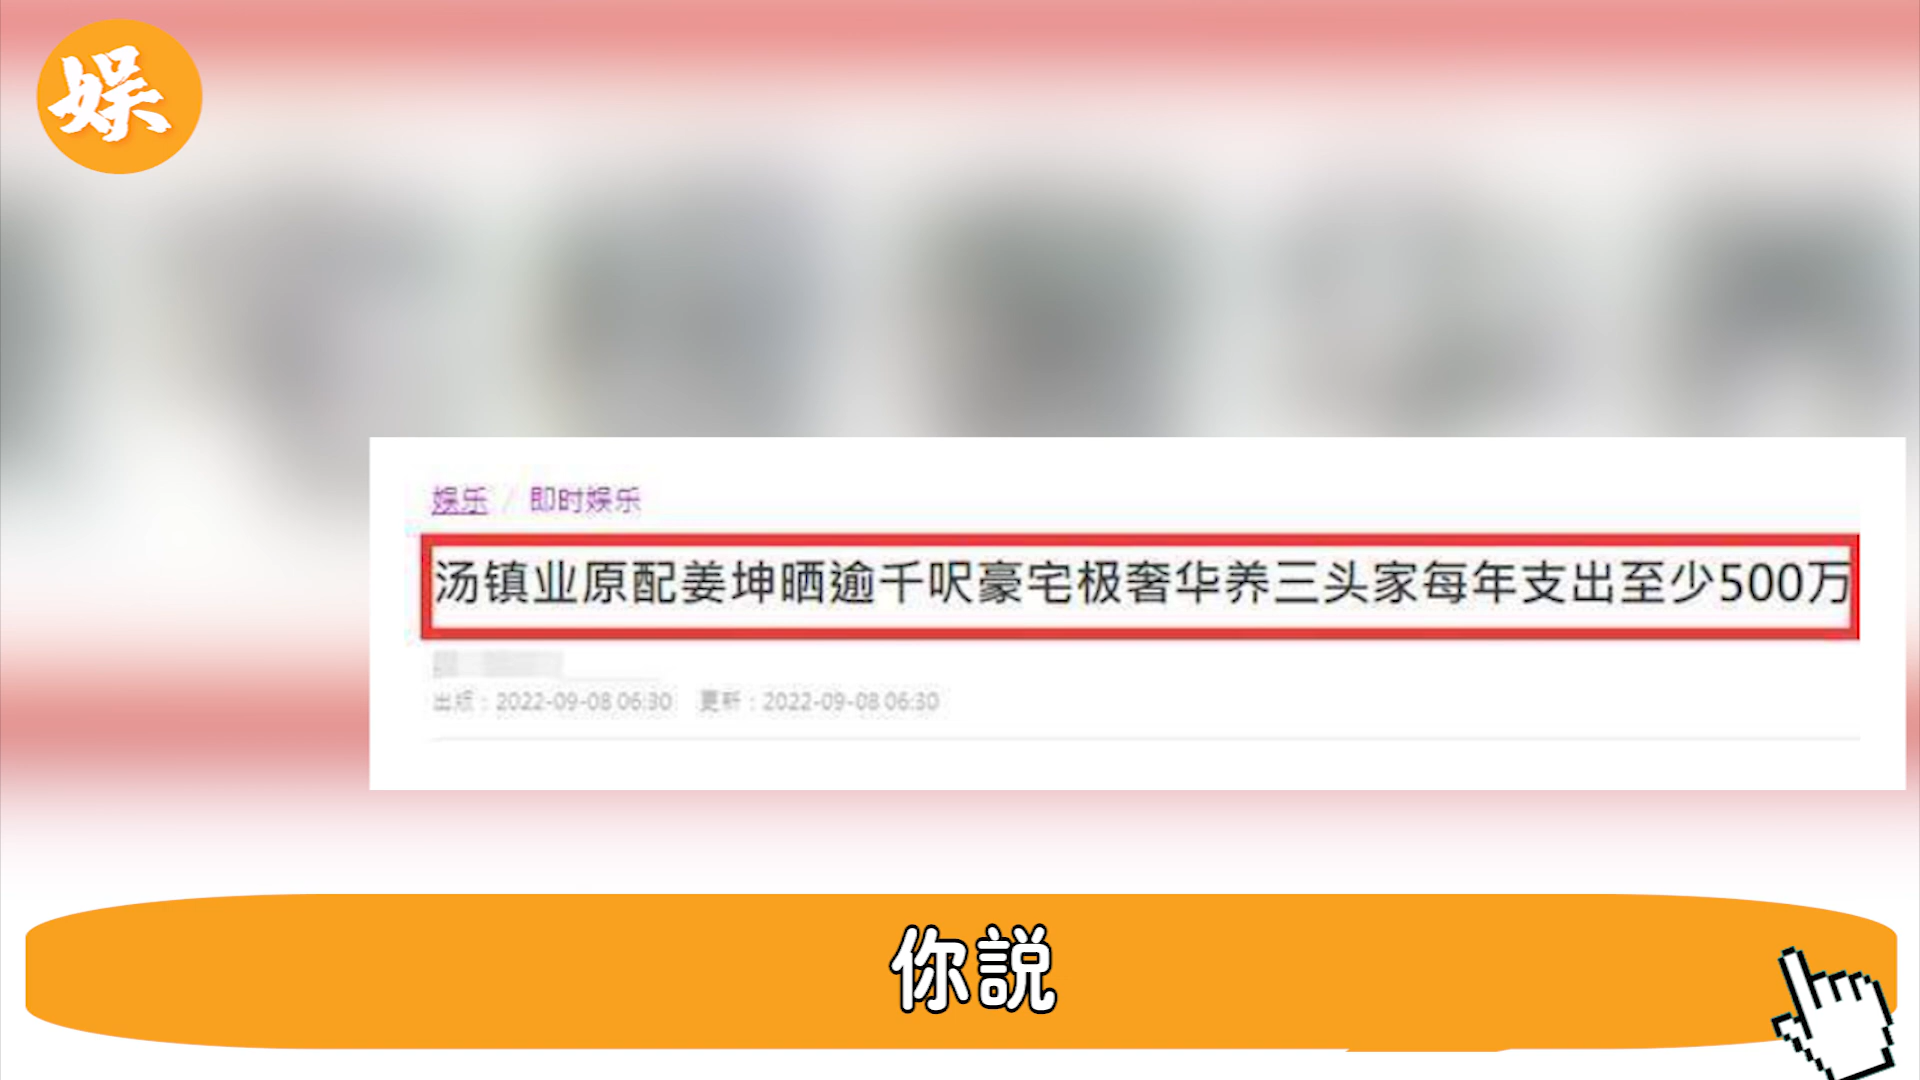 娱
娱乐 / 即时娱乐
汤镇业原配姜坤晒逾千呎豪宅极奢华养三头家每年支出至少500万
出版：2022-09-08 06:30 更新：2022-09-08 06:30
你説